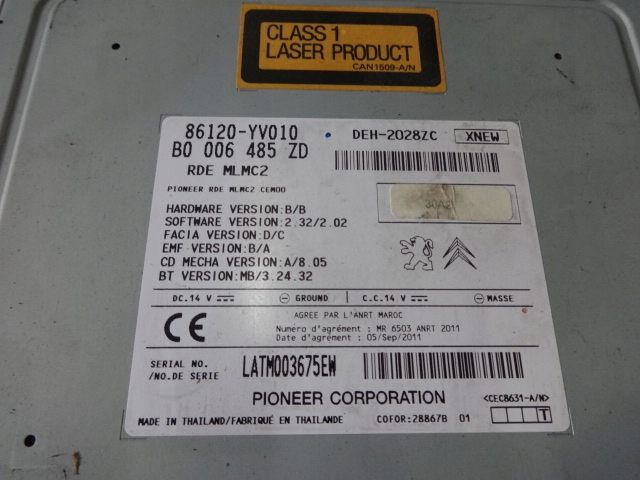 CLASS 1
LASER PRODUCT
CAN1509-A/N
86120-YV010 DEH-2028ZC XNEW
B0 006 485 ZD
RDE MLMC2
PIONEER RDE MLMC2 CEMOO
HARDWARE VERSION:B/B
SOFTWARE VERSION:2.32/2.02
FACIA VERSION:D/C
EMF VERSION:B/A
CD MECHA VERSION:A/8.05
BT VERSION:MB/3.24.32
DC.14 V GROUND C.C.14 V MASSE
CE AGREE PAR L'ANRT MAROC
Numéro d'agrément : MR 6503 ANRT 2011
Date d'agrément : 05/Sep/2011
SERIAL NO.
/NO.DE SERIE LATM003675EW
PIONEER CORPORATION <CEC8631-A/N>
MADE IN THAILAND/FABRIQUÉ EN THAILANDE COFOR:28867B 01 T